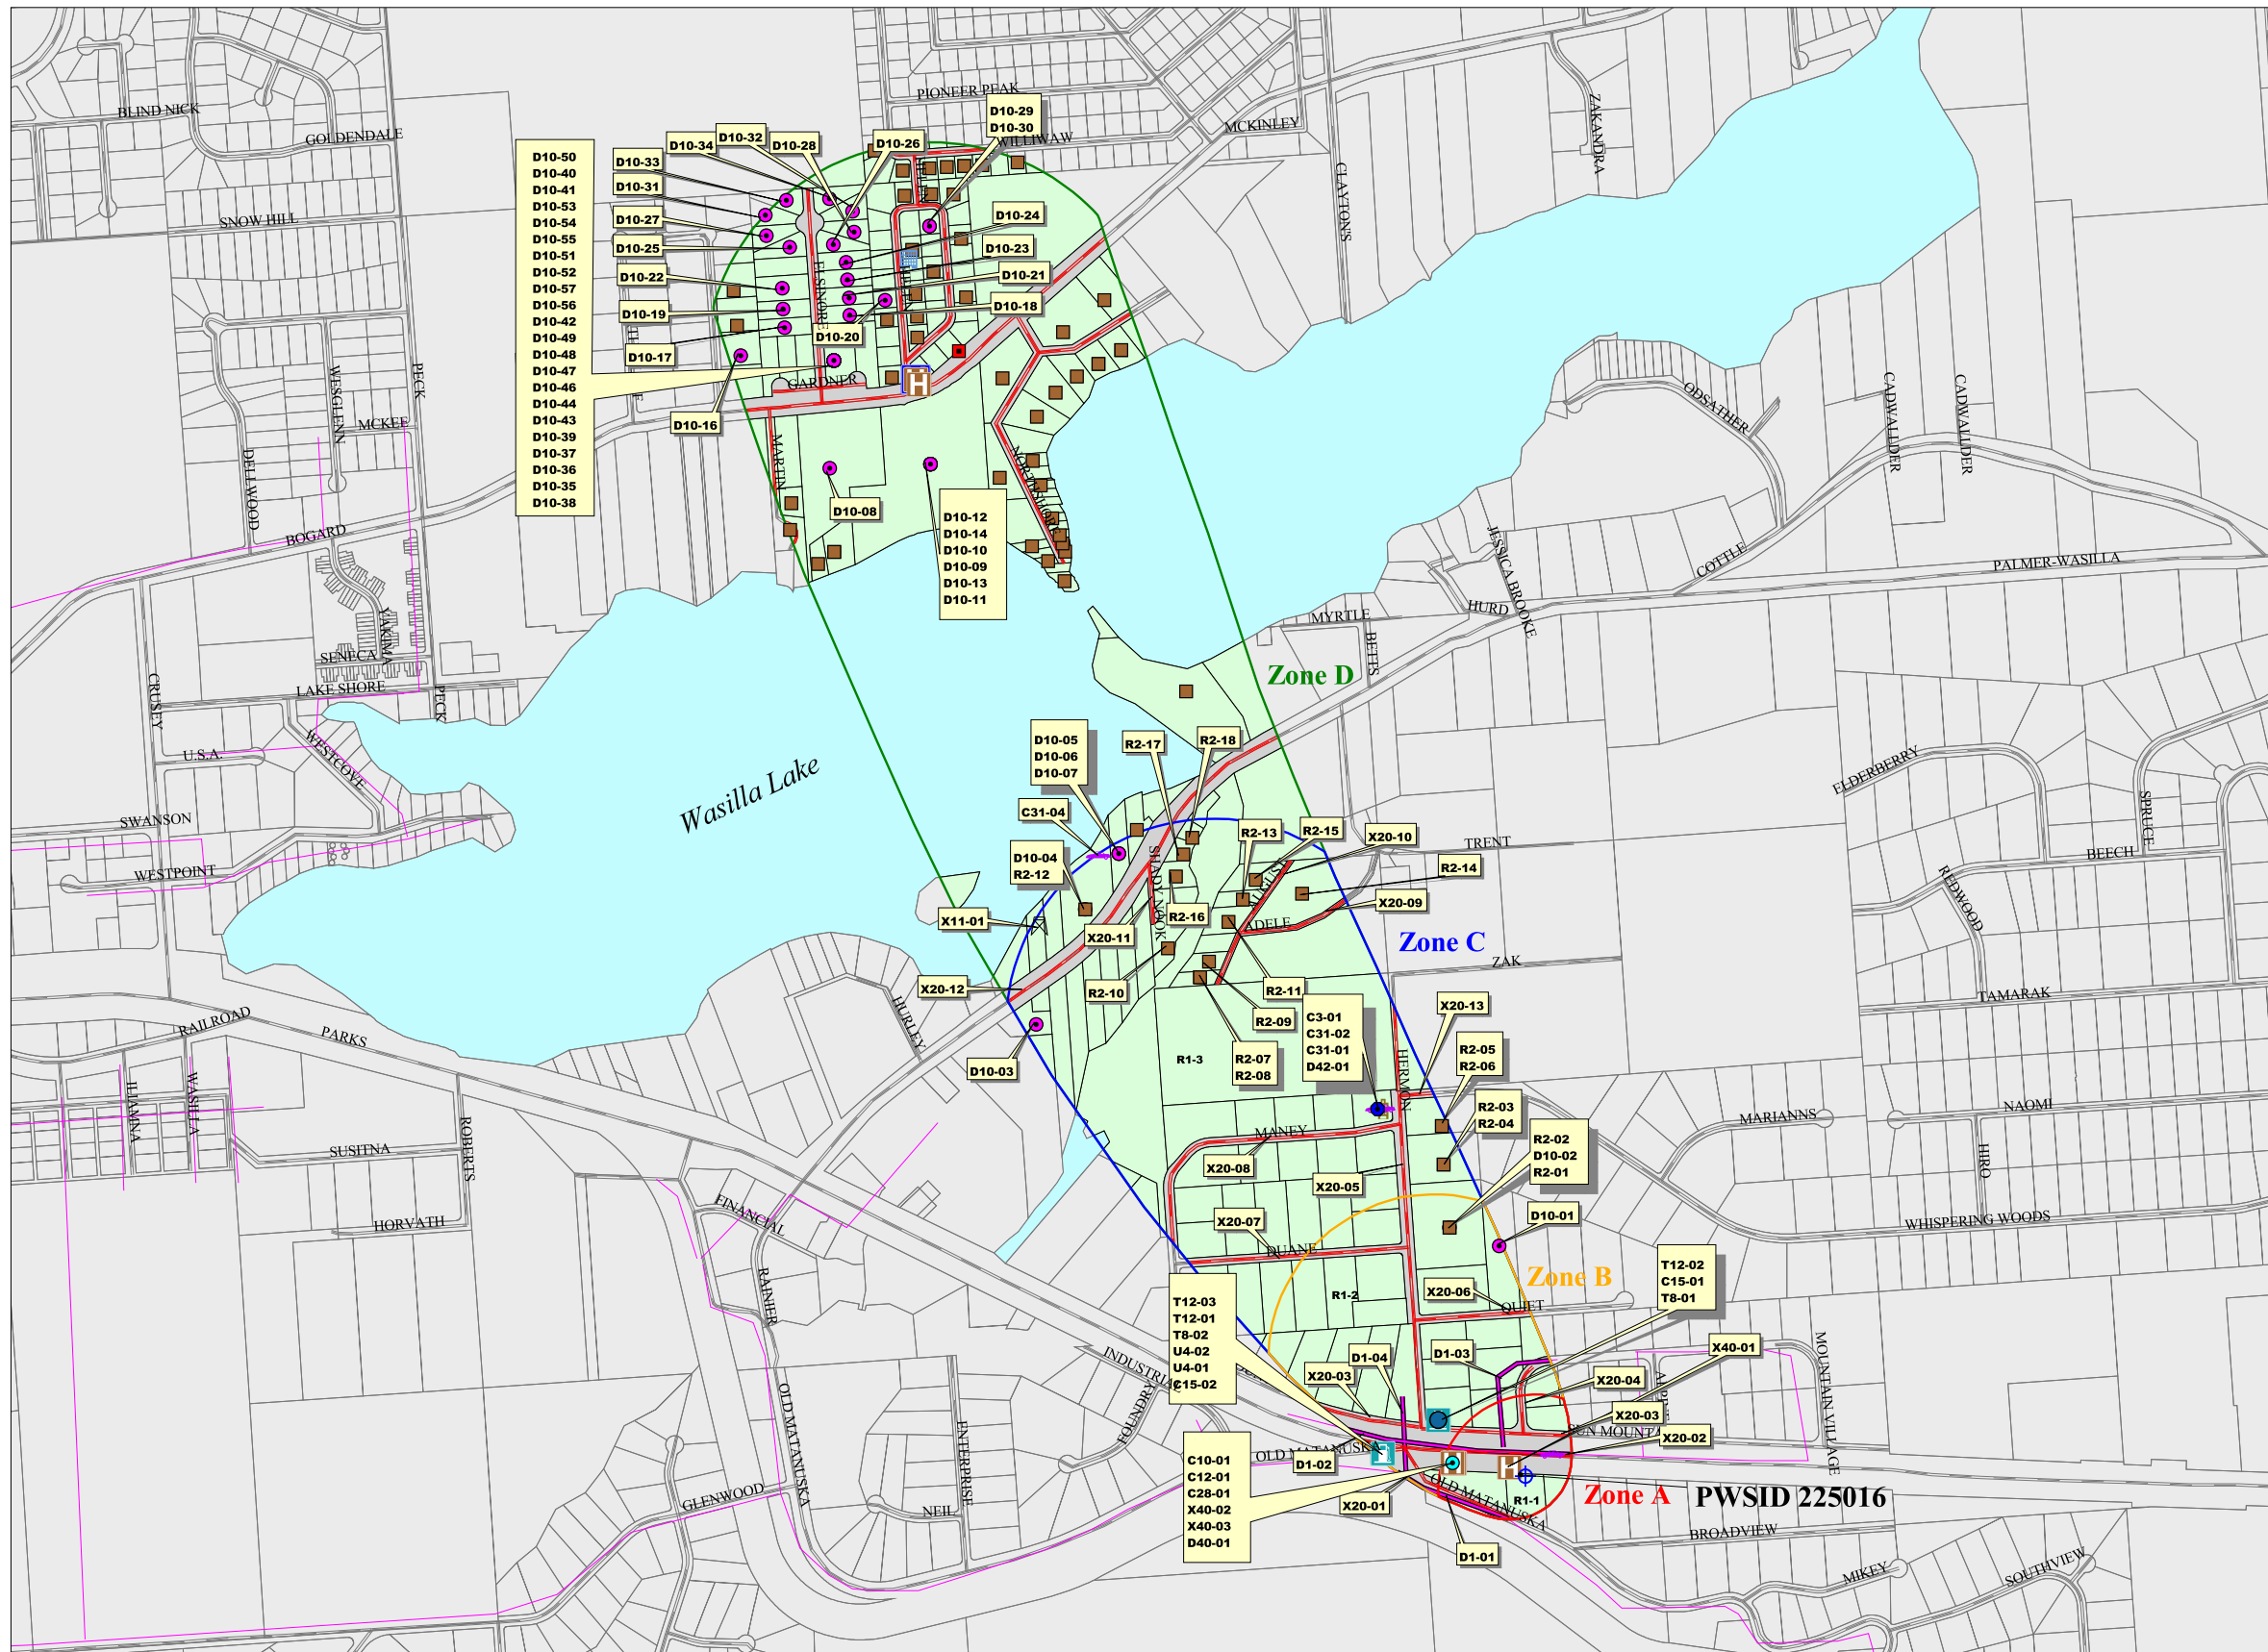 PIONEER PEAK
BLIND NICK
GOLDENDALE
WILLIWAW
MCKINLEY
ZAKANDRA
CLAYTON'S
SNOW HILL
D10-29
D10-30
D10-32
D10-34
D10-28
D10-26
D10-33
D10-31
D10-27
D10-25
D10-22
D10-19
D10-17
D10-16
D10-24
D10-23
D10-21
D10-18
D10-20
D10-50
D10-40
D10-41
D10-53
D10-54
D10-55
D10-51
D10-52
D10-57
D10-56
D10-42
D10-49
D10-48
D10-47
D10-46
D10-44
D10-43
D10-39
D10-37
D10-36
D10-35
D10-38
ELSINORE
GARDNER
MARTIN
NORTHSHORE
H
D10-08
D10-12
D10-14
D10-10
D10-09
D10-13
D10-11
PECK
WESGLENN
MCKEE
DELLWOOD
BOGARD
YAKIMA
SENECA
LAKE SHORE
PECK
CRUSEY
U.S.A.
WESTCOVE
SWANSON
WESTPOINT
ODSATHER
CADWALLDER
CADWALLDER
JESSICA BROOKE
COTTLE
PALMER-WASILLA
HURD
MYRTLE
BETTS
Zone D
Wasilla Lake
D10-05
D10-06
D10-07
R2-17
R2-18
C31-04
D10-04
R2-12
X11-01
X20-11
X20-12
R2-16
R2-13
R2-15
X20-10
R2-14
X20-09
SHADY NOOK
AUGUST
ADELE
TRENT
ELDERBERRY
SPRUCE
BEECH
REDWOOD
Zone C
ZAK
TAMARAK
R2-10
R2-11
R2-09
R2-07
R2-08
D10-03
R1-3
C3-01
C31-02
C31-01
D42-01
X20-13
R2-05
R2-06
R2-03
R2-04
R2-02
D10-02
R2-01
D10-01
HERMON
MANEY
X20-08
X20-05
X20-07
DUANE
HURLEY
RAILROAD
PARKS
ILIAMNA
WASILLA
SUSITNA
ROBERTS
HORVATH
FINANCIAL
RAINIER
MARIANNS
NAOMI
HIRO
WHISPERING WOODS
Zone B
T12-02
C15-01
T8-01
X20-06
QUIET
R1-2
T12-03
T12-01
T8-02
U4-02
U4-01
C15-02
D1-04
D1-03
X20-03
X40-01
X20-04
X20-03
X20-02
MOUNTAIN VILLAGE
INDUSTRIAL
FOUNDRY
ENTERPRISE
OLD MATANUSKA
GLENWOOD
NEIL
OLD MATANUSKA
D1-02
C10-01
C12-01
C28-01
X40-02
X40-03
D40-01
X20-01
OLD MATANUSKA
R1-1
D1-01
Zone A
PWSID 225016
BROADVIEW
MIKEY
SOUTHVIEW